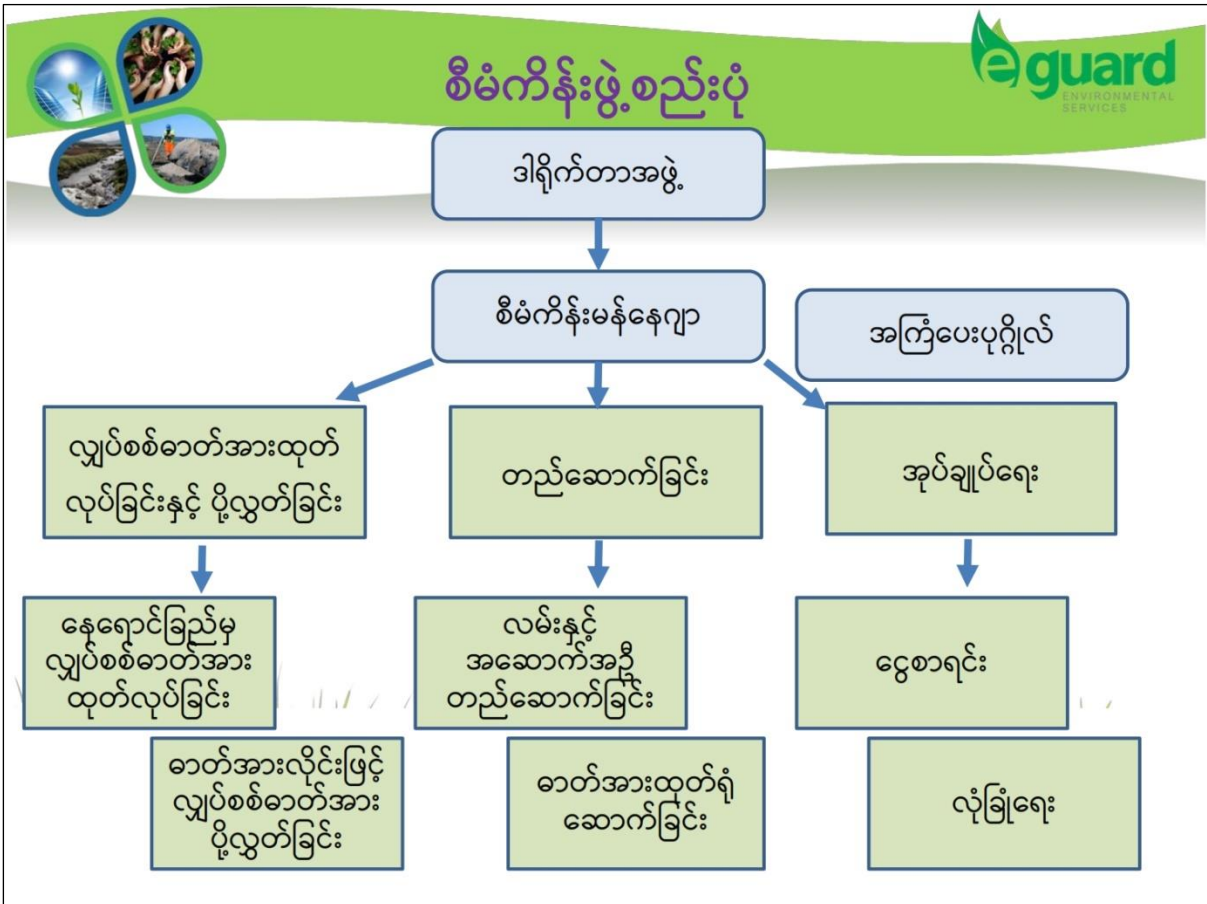 စီမံကိန်းဖွဲ့စည်းပုံ
eguard
ENVIRONMENTAL
SERVICES
ဒါရိုက်တာအဖွဲ့
စီမံကိန်းမန်နေဂျာ
အကြံပေးပုဂ္ဂိုလ်
လျှပ်စစ်ဓာတ်အားထုတ်
လုပ်ခြင်းနှင့် ပို့လွှတ်ခြင်း
တည်ဆောက်ခြင်း
အုပ်ချုပ်ရေး
နေရောင်ခြည်မှ
လျှပ်စစ်ဓာတ်အား
ထုတ်လုပ်ခြင်း
လမ်းနှင့်
အဆောက်အဦ
တည်ဆောက်ခြင်း
ငွေစာရင်း
ဓာတ်အားလိုင်းဖြင့်
လျှပ်စစ်ဓာတ်အား
ပို့လွှတ်ခြင်း
ဓာတ်အားထုတ်ရုံ
ဆောက်ခြင်း
လုံခြုံရေး